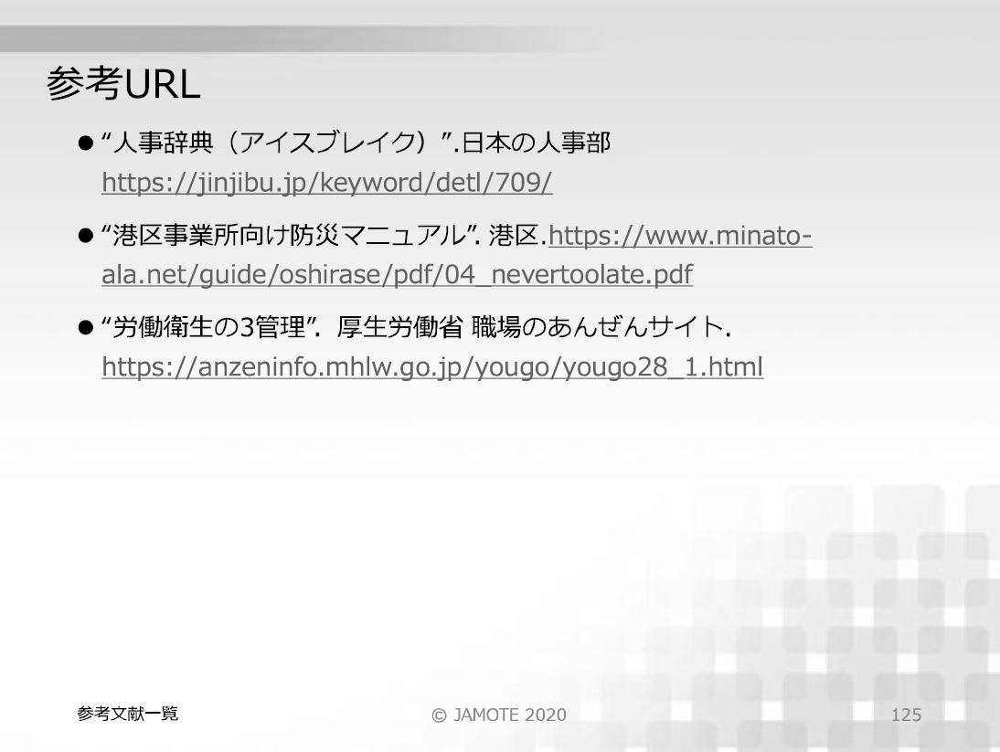 参考URL
●“人事辞典（アイスブレイク）”.日本の人事部
https://jinjibu.jp/keyword/detl/709/
●“港区事業所向け防災マニュアル”. 港区.https://www.minato-
ala.net/guide/oshirase/pdf/04_nevertoolate.pdf
●“労働衛生の3管理”．厚生労働省 職場のあんぜんサイト.
https://anzeninfo.mhlw.go.jp/yougo/yougo28_1.html
参考文献一覧
© JAMOTE 2020
125